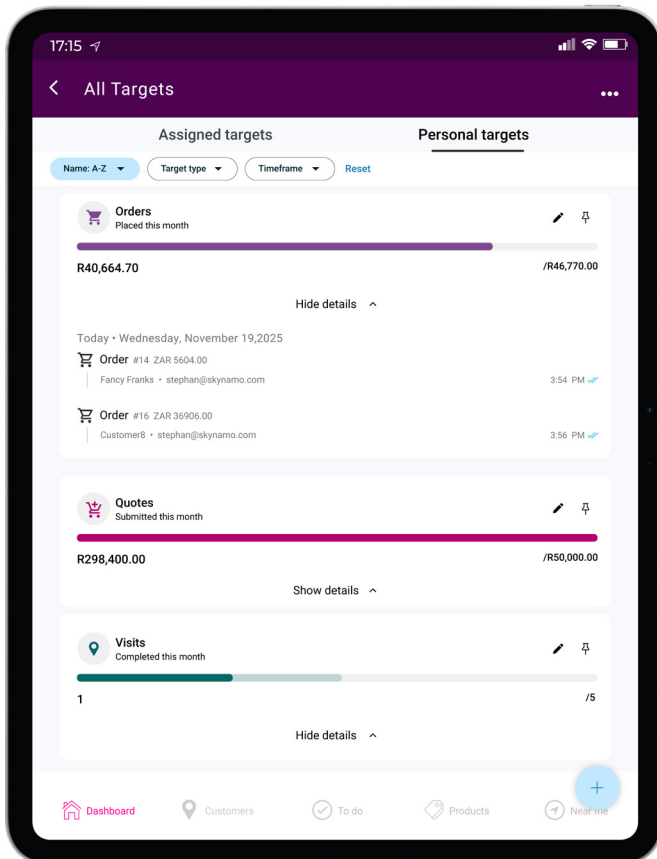 17:15
All Targets
Assigned targets
Personal targets
Name: A-Z
Target type
Timeframe
Reset
Orders
Placed this month
R40,664.70
/R46,770.00
Hide details
Today • Wednesday, November 19,2025
Order #14 ZAR 5604.00
Fancy Franks • stephan@skynamo.com
3:54 PM
Order #16 ZAR 36906.00
Customer8 • stephan@skynamo.com
3:56 PM
Quotes
Submitted this month
R298,400.00
/R50,000.00
Show details
Visits
Completed this month
1
/5
Hide details
+
Dashboard
Customers
To do
Products
Near me